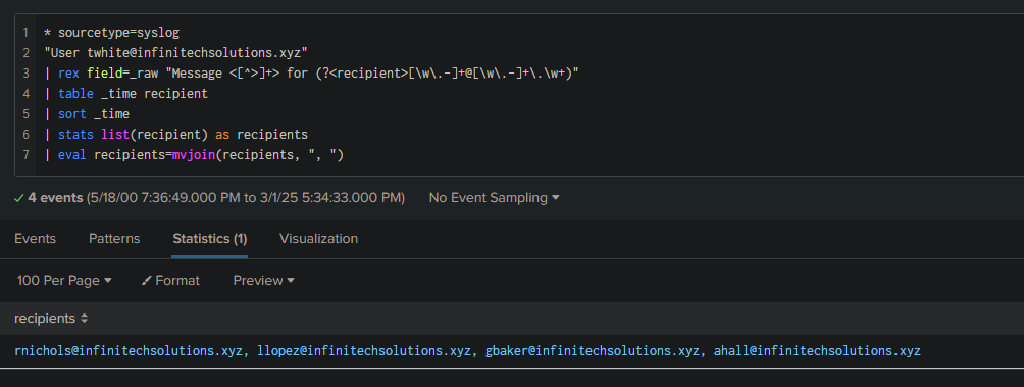 1 * sourcetype=syslog
2 "User twhite@infinitechsolutions.xyz"
3 | rex field=_raw "Message <[^>]+> for (?<recipient>[\w\.-]+@[\w\.-]+\.\w+)"
4 | table _time recipient
5 | sort _time
6 | stats list(recipient) as recipients
7 | eval recipients=mvjoin(recipients, ", ")
✓ 4 events (5/18/00 7:36:49.000 PM to 3/1/25 5:34:33.000 PM) No Event Sampling ▾
Events Patterns Statistics (1) Visualization
100 Per Page ▾ Format Preview ▾
recipients
rnichols@infinitechsolutions.xyz, llopez@infinitechsolutions.xyz, gbaker@infinitechsolutions.xyz, ahall@infinitechsolutions.xyz